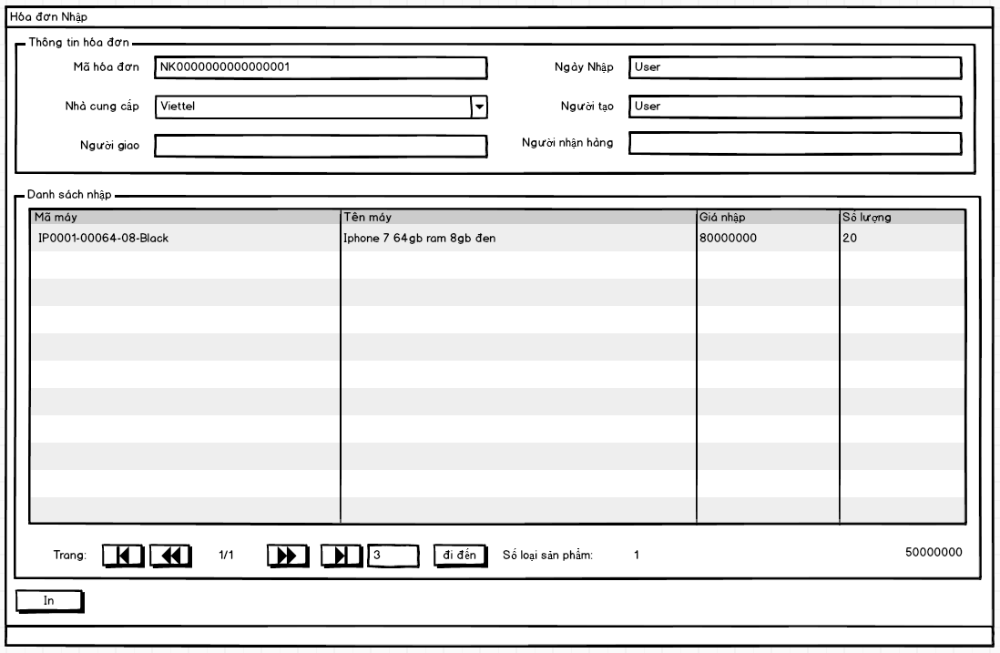 Hóa đơn Nhập
Thông tin hóa đơn
Mã hóa đơn NK0000000000000001 Ngày Nhập User
Nhà cung cấp Viettel Người tạo User
Người giao Người nhận hàng
Danh sách nhập
Mã máy Tên máy Giá nhập Số lượng
IP0001-00064-08-Black Iphone 7 64gb ram 8gb đen 80000000 20
Trang: 1/1 3 đi đến Số loại sản phẩm: 1 50000000
In